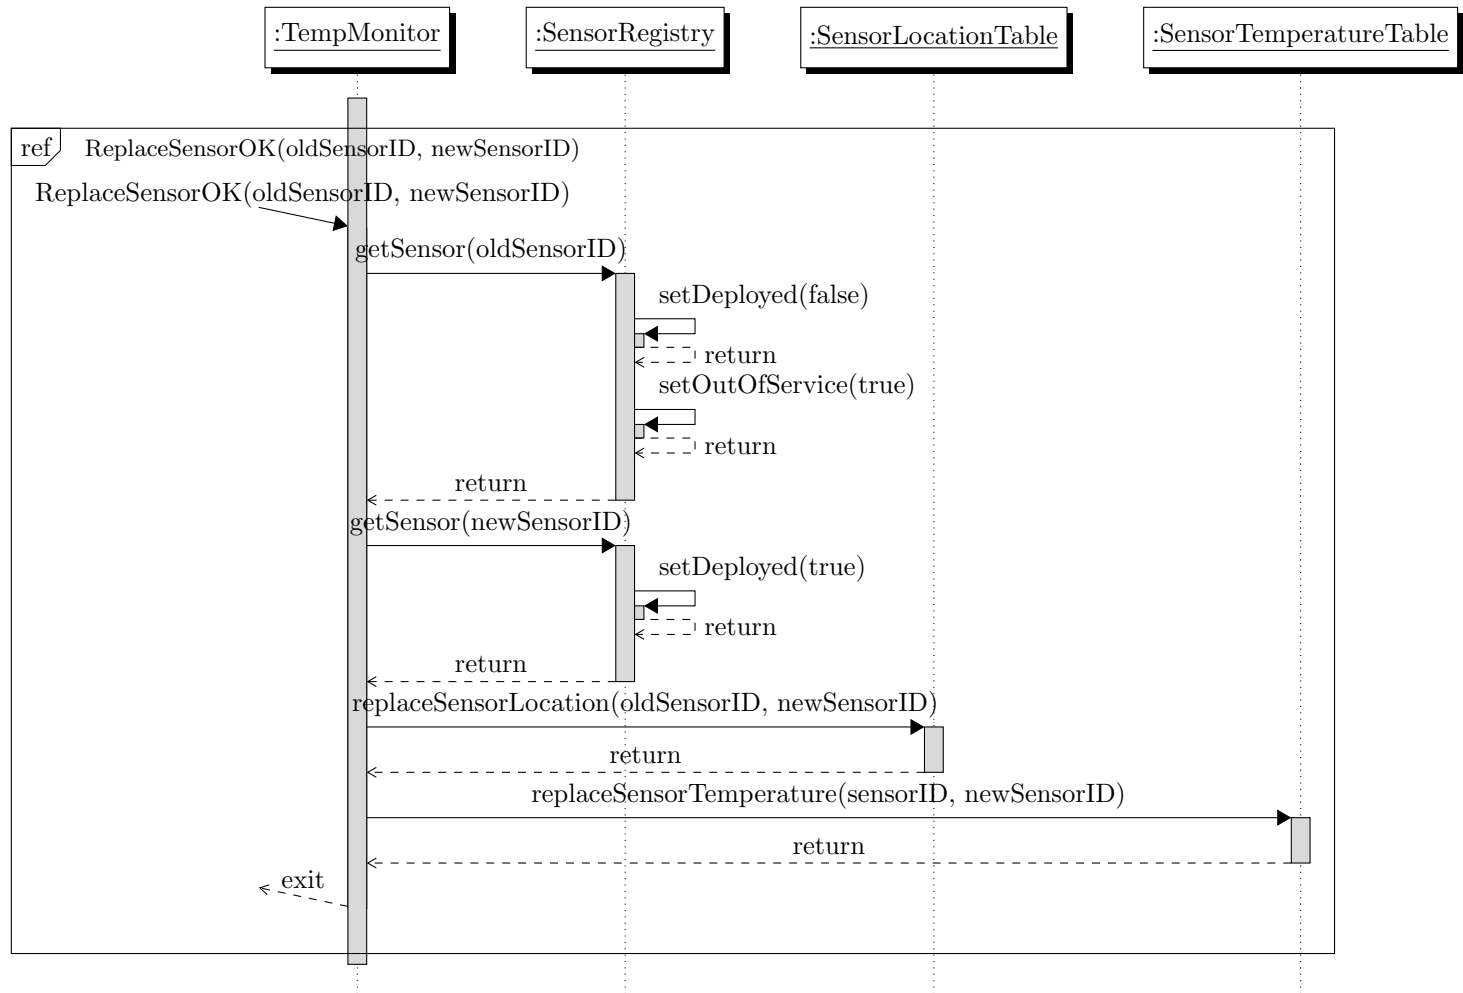 :TempMonitor
:SensorRegistry
:SensorLocationTable
:SensorTemperatureTable
ref
ReplaceSensorOK(oldSensorID, newSensorID)
ReplaceSensorOK(oldSensorID, newSensorID)
getSensor(oldSensorID)
setDeployed(false)
return
setOutOfService(true)
return
return
getSensor(newSensorID)
setDeployed(true)
return
return
replaceSensorLocation(oldSensorID, newSensorID)
return
replaceSensorTemperature(sensorID, newSensorID)
return
exit